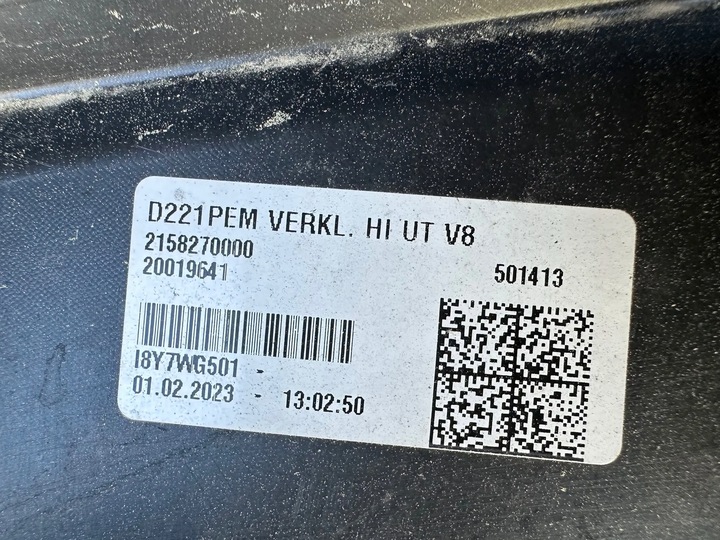 D221PEM VERKL. HI UT V8
2158270000
20019641 501413
I8Y7WG501 -
01.02.2023 - 13:02:50